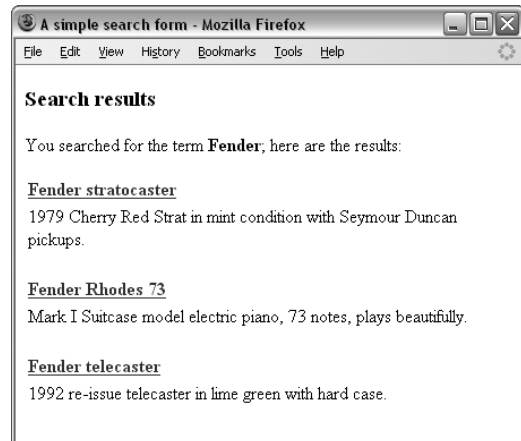 A simple search form - Mozilla Firefox
File Edit View History Bookmarks Tools Help
Search results
You searched for the term Fender; here are the results:
Fender stratocaster
1979 Cherry Red Strat in mint condition with Seymour Duncan
pickups.
Fender Rhodes 73
Mark I Suitcase model electric piano, 73 notes, plays beautifully.
Fender telecaster
1992 re-issue telecaster in lime green with hard case.